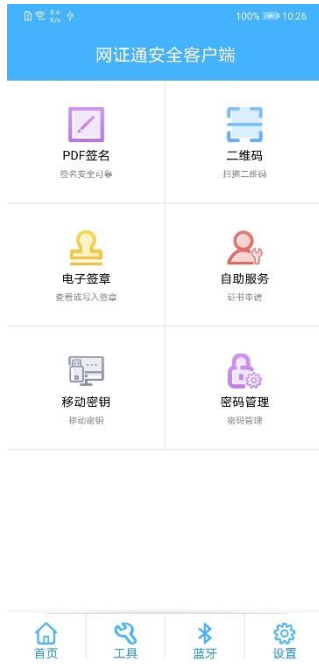 100% 10:26
网证通安全客户端
PDF签名
二维码
签名安全可靠
扫描二维码
电子签章
自助服务
查看或写入签章
证书申请
移动密钥
密码管理
移动密钥
密码管理
首页
工具
蓝牙
设置